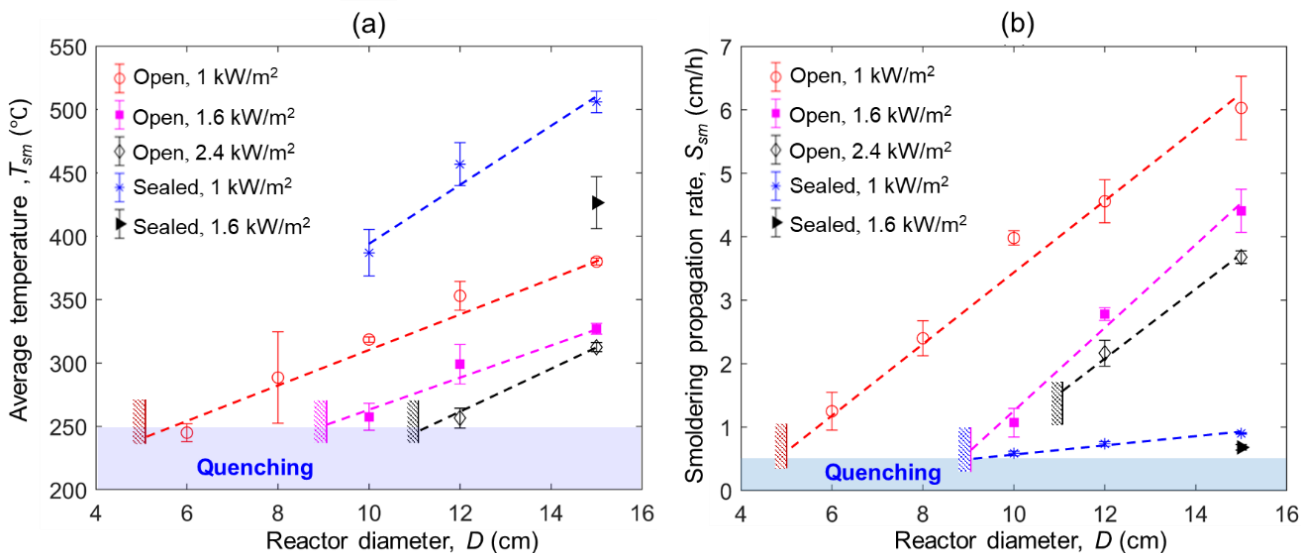 (a)
550
500
450
400
350
300
250
200
4
6
8
10
12
14
16
Average temperature ,Tsm (°C)
Reactor diameter, D (cm)
Open, 1 kW/m²
Open, 1.6 kW/m²
Open, 2.4 kW/m²
Sealed, 1 kW/m²
Sealed, 1.6 kW/m²
Quenching
(b)
7
6
5
4
3
2
1
0
4
6
8
10
12
14
16
Smoldering propagation rate, Ssm (cm/h)
Reactor diameter, D (cm)
Open, 1 kW/m²
Open, 1.6 kW/m²
Open, 2.4 kW/m²
Sealed, 1 kW/m²
Sealed, 1.6 kW/m²
Quenching